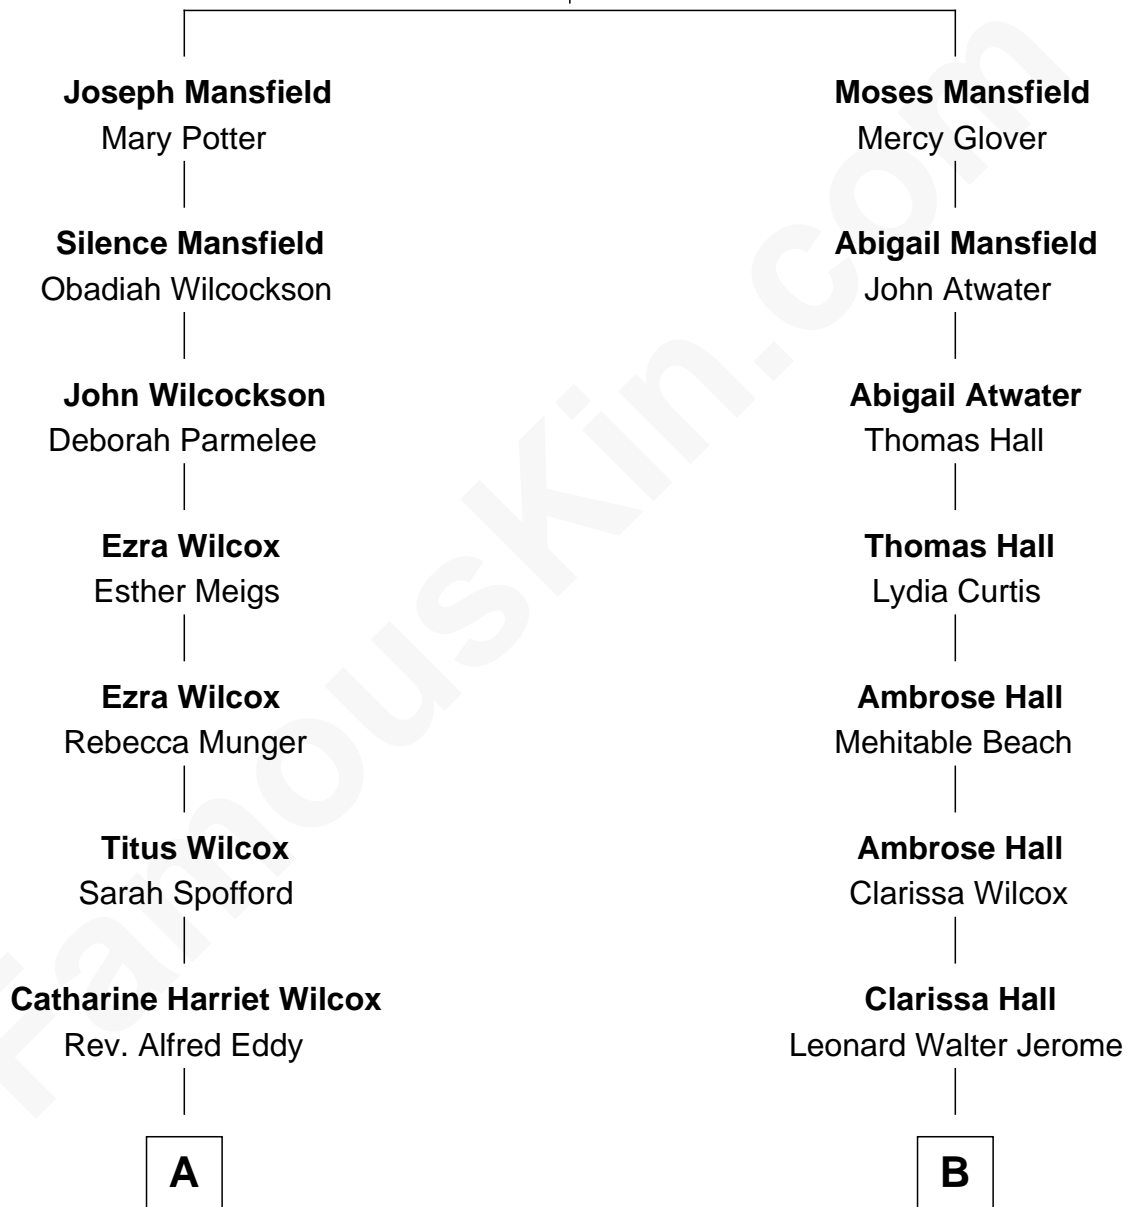 Joseph Mansfield
Mary Potter
Silence Mansfield
Obadiah Wilcockson
John Wilcockson
Deborah Parmelee
Ezra Wilcox
Esther Meigs
Ezra Wilcox
Rebecca Munger
Titus Wilcox
Sarah Spofford
Catharine Harriet Wilcox
Rev. Alfred Eddy
A
Moses Mansfield
Mercy Glover
Abigail Mansfield
John Atwater
Abigail Atwater
Thomas Hall
Thomas Hall
Lydia Curtis
Ambrose Hall
Mehitable Beach
Ambrose Hall
Clarissa Wilcox
Clarissa Hall
Leonard Walter Jerome
B
FamousKin.com